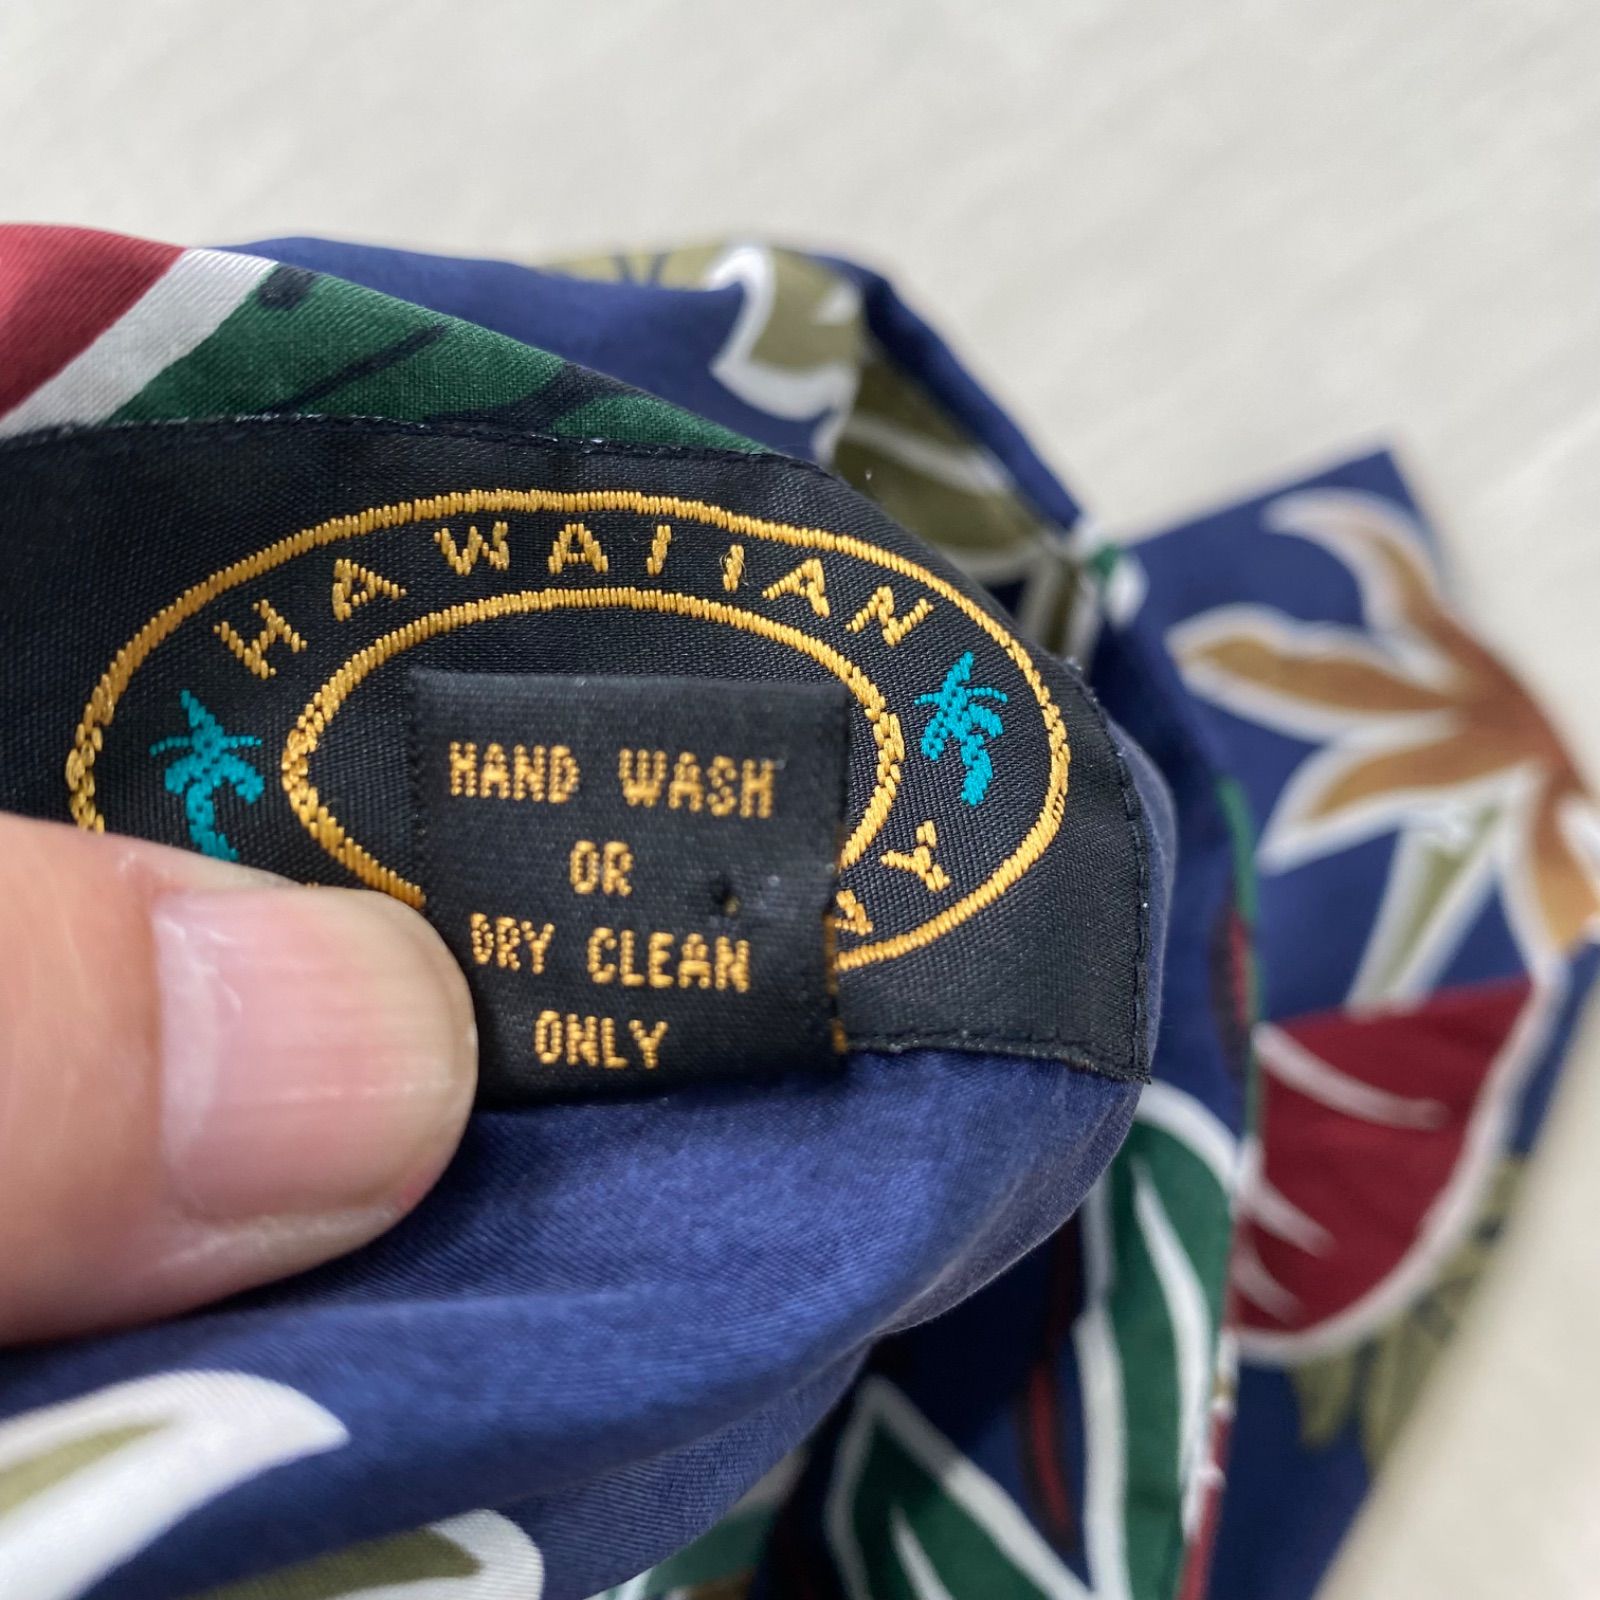 HAWAIIAN
HAND WASH
OR
DRY CLEAN
ONLY